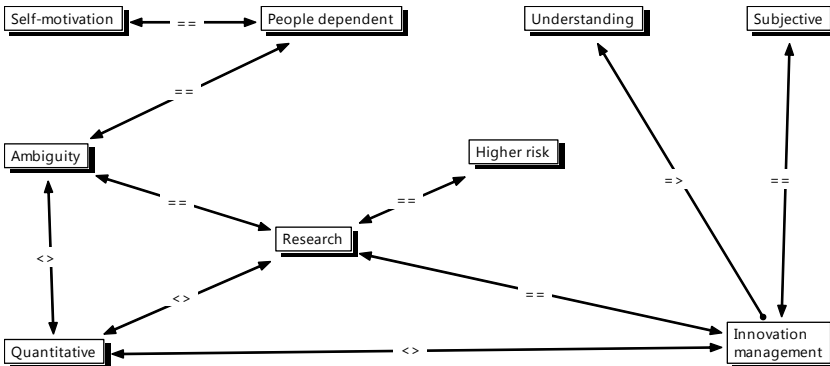 Self-motivation
==
People dependent
Understanding
Subjective
==
Ambiguity
Higher risk
=>
==
==
==
Research
<>
<>
==
Innovation
management
Quantitative
<>